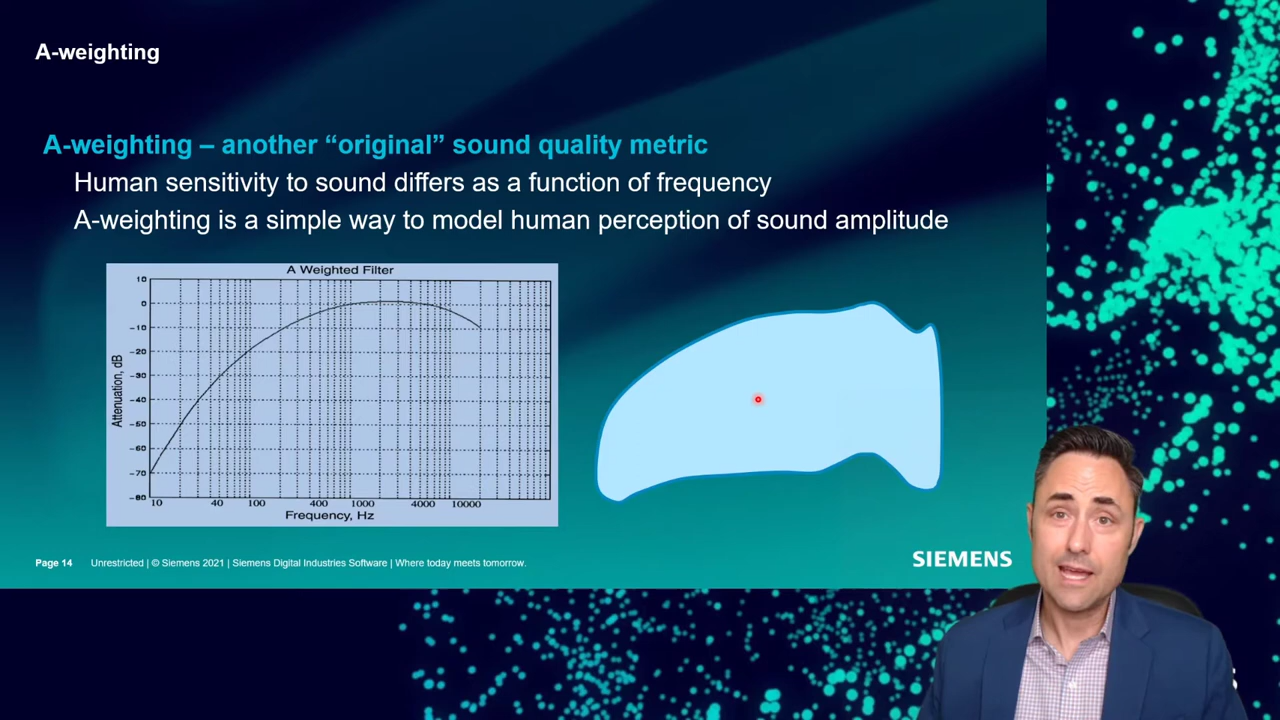 A-weighting
A-weighting – another “original” sound quality metric
Human sensitivity to sound differs as a function of frequency
A-weighting is a simple way to model human perception of sound amplitude
A Weighted Filter
10
0
-10
-20
-30
-40
-50
-60
-70
-80
Attenuation, dB
10 40 100 400 1000 4000 10000
Frequency, Hz
Page 14 Unrestricted | © Siemens 2021 | Siemens Digital Industries Software | Where today meets tomorrow.
SIEMENS